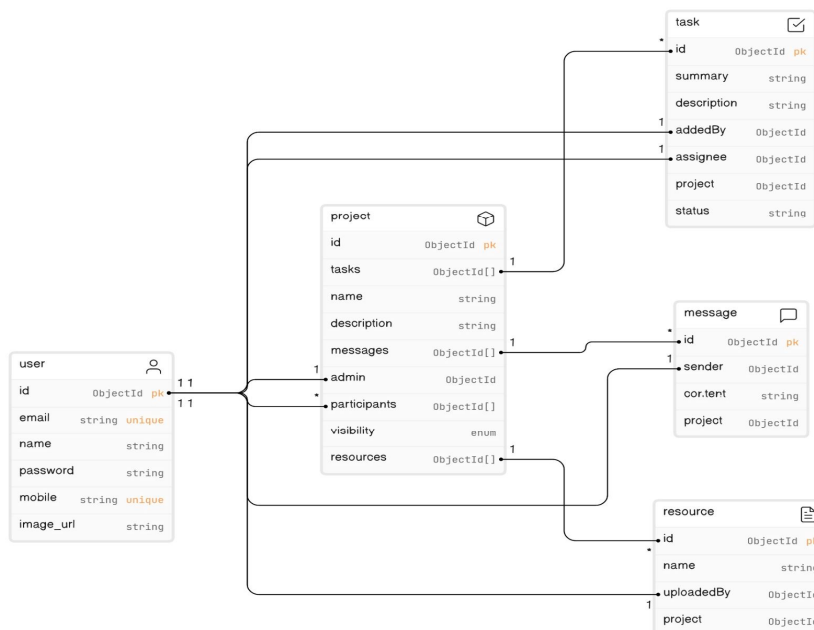 task
*
id ObjectId pk
summary string
description string
1
addedBy ObjectId
1
assignee ObjectId
project ObjectId
status string
project
id ObjectId pk
tasks ObjectId[] 1
name string
description string
messages ObjectId[] 1
1
admin ObjectId
*
participants ObjectId[]
visibility enum
resources ObjectId[] 1
message
*
id ObjectId pk
1
sender ObjectId
cor.tent string
project ObjectId
user
id ObjectId pk 1 1
1 1
email string unique
name string
password string
mobile string unique
image_url string
resource
id ObjectId p
*
name string
uploadedBy ObjectId
1
project ObjectId